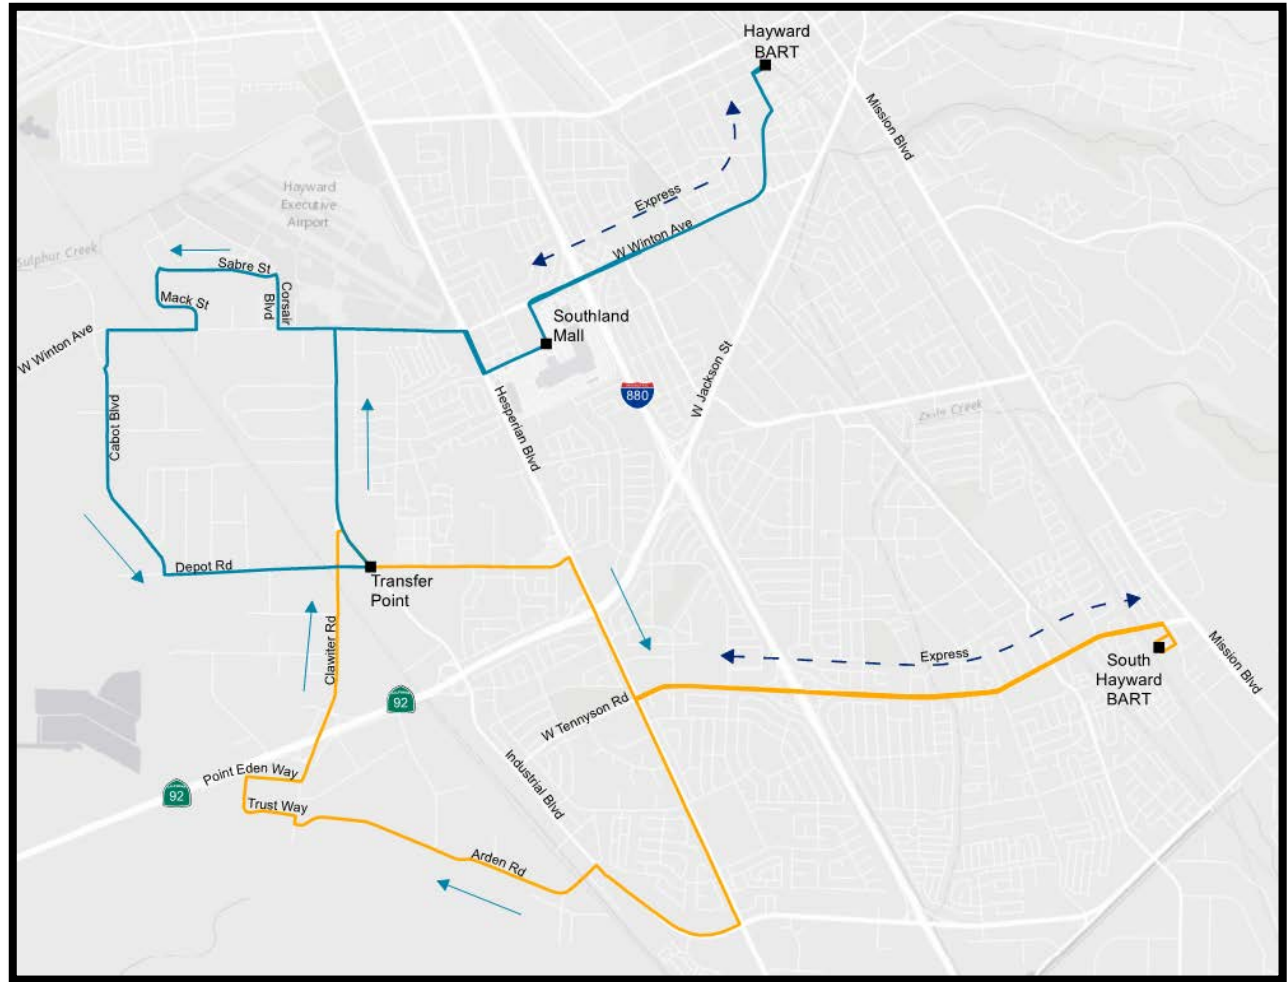 Hayward
BART
Mission Blvd
Express
Hayward
Executive
Airport
W Winton Ave
Sulphur Creek
Sabre St
Mack St
Corsair
Blvd
Southland
Mall
W Winton Ave
W Jackson St
880
Hesperian Blvd
Cabot Blvd
Zeile Creek
Depot Rd
Transfer
Point
Clawiter Rd
Express
South
Hayward
BART
Mission Blvd
92
W Tennyson Rd
Point Eden Way
Industrial Blvd
92
Trust Way
Arden Rd